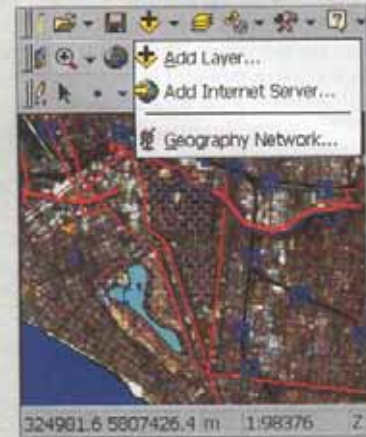 Add Layer...
Add Internet Server...
Geography Network...
324981.6 5807426.4 m 1:98376 Z